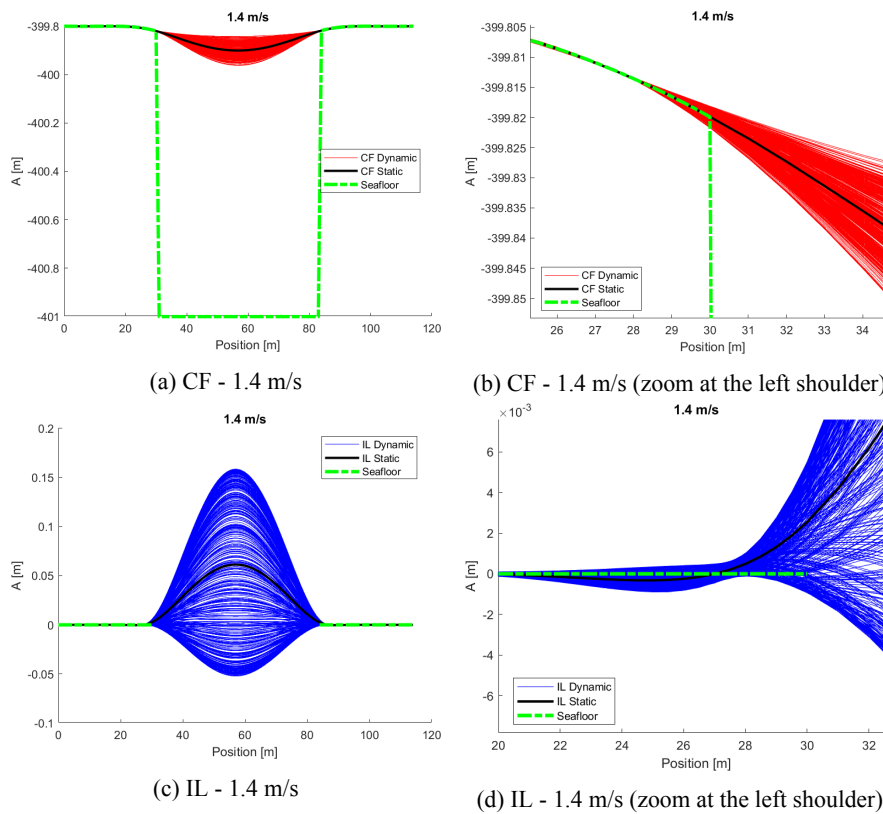 1.4 m/s
-399.8
-400
-400.2
-400.4
-400.6
-400.8
-401
A [m]
0 20 40 60 80 100 120
Position [m]
CF Dynamic
CF Static
Seafloor
(a) CF - 1.4 m/s
1.4 m/s
-399.805
-399.81
-399.815
-399.82
-399.825
-399.83
-399.835
-399.84
-399.845
-399.85
A [m]
26 27 28 29 30 31 32 33 34
Position [m]
CF Dynamic
CF Static
Seafloor
(b) CF - 1.4 m/s (zoom at the left shoulder)
1.4 m/s
0.2
0.15
0.1
0.05
0
-0.05
-0.1
A [m]
0 20 40 60 80 100 120
Position [m]
IL Dynamic
IL Static
Seafloor
(c) IL - 1.4 m/s
×10⁻³
1.4 m/s
6
4
2
0
-2
-4
-6
A [m]
20 22 24 26 28 30 32
Position [m]
IL Dynamic
IL Static
Seafloor
(d) IL - 1.4 m/s (zoom at the left shoulder)